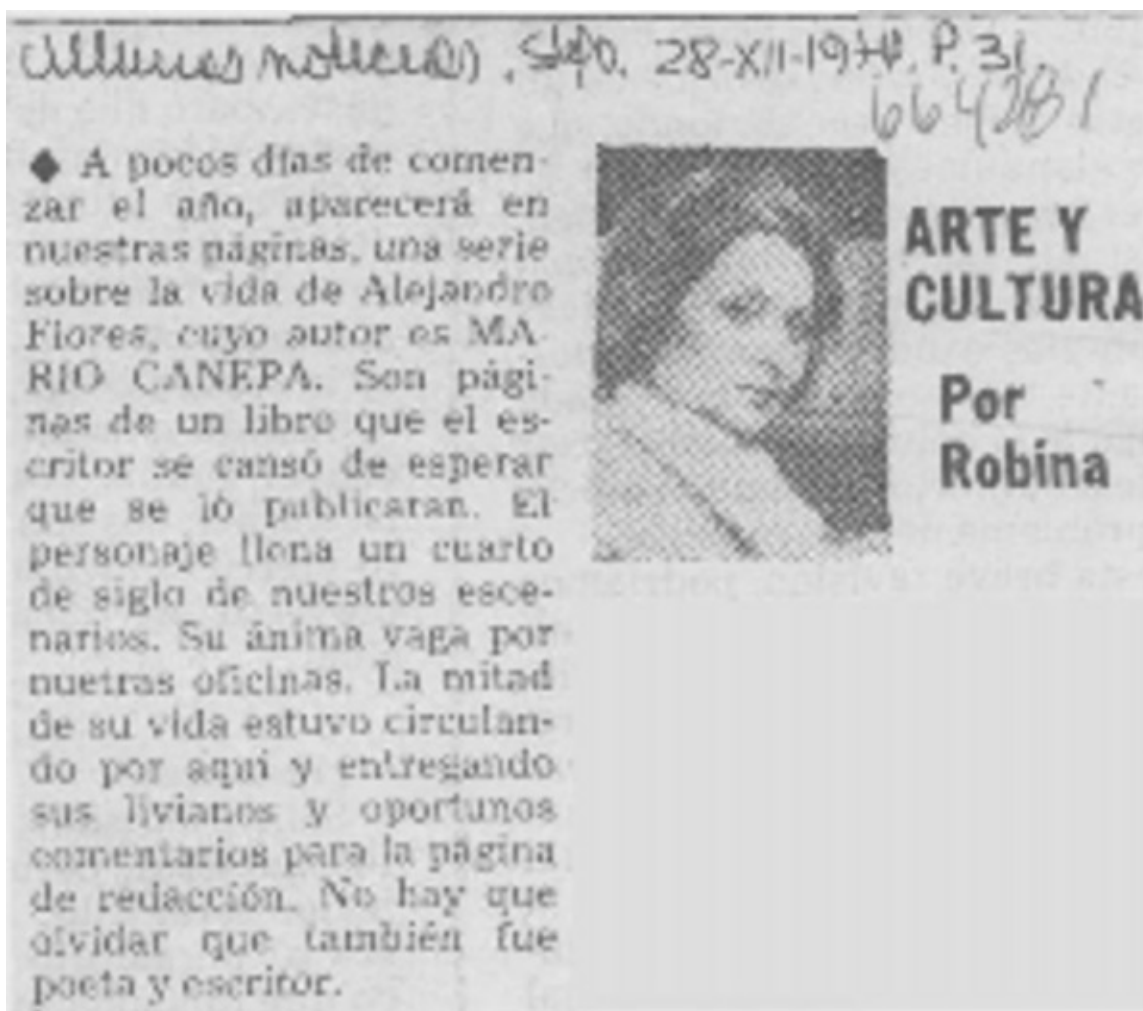 Ultimas noticias, Stgo. 28-XII-19 P. 31.
664281
◆ A pocos días de comen-
zar el año, aparecerá en
nuestras páginas, una serie
sobre la vida de Alejandro
Flores, cuyo autor es MA-
RIO CANEPA. Son pági-
nas de un libro que el es-
critor se cansó de esperar
que se lo publicaran. El
personaje llena un cuarto
de siglo de nuestros esce-
narios. Su ánima vaga por
nuetras oficinas. La mitad
de su vida estuvo circulan-
do por aquí y entregando
sus livianos y oportunos
comentarios para la página
de redacción. No hay que
olvidar que también fue
poeta y escritor.
ARTE Y
CULTURA
Por
Robina